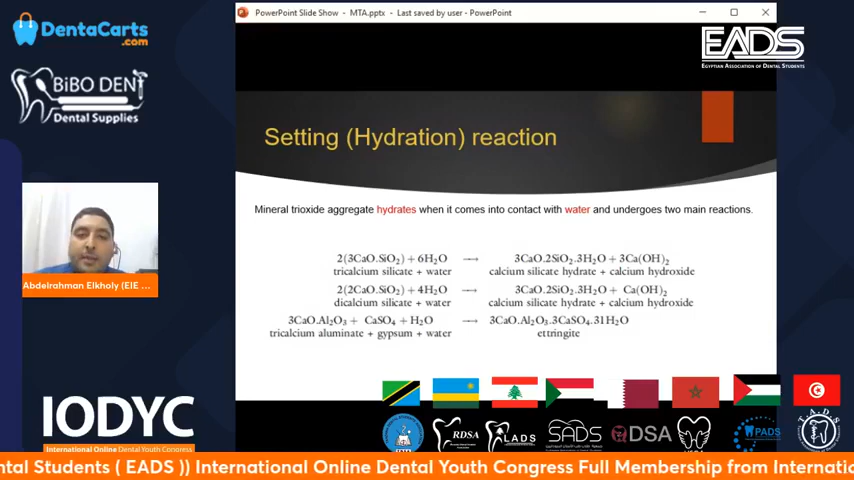 PowerPoint Slide Show - MTA.pptx - Last saved by user - PowerPoint
DentaCarts
.com
EADS
EGYPTIAN ASSOCIATION OF DENTAL STUDENTS
BiBO DENT
Dental Supplies
Setting (Hydration) reaction
Mineral trioxide aggregate hydrates when it comes into contact with water and undergoes two main reactions.
2(3CaO.SiO₂) + 6H₂O → 3CaO.2SiO₂.3H₂O + 3Ca(OH)₂
tricalcium silicate + water calcium silicate hydrate + calcium hydroxide
2(2CaO.SiO₂) + 4H₂O → 3CaO.2SiO₂.3H₂O + Ca(OH)₂
dicalcium silicate + water calcium silicate hydrate + calcium hydroxide
3CaO.Al₂O₃ + CaSO₄ + H₂O → 3CaO.Al₂O₃.3CaSO₄.31H₂O
tricalcium aluminate + gypsum + water ettringite
Abdelrahman Elkholy (EIE ...
IODYC
International Online Dental Youth Congress
RDSA
LADS
SADS
QDSA
PADS
T.A.D.S
ntal Students ( EADS )) International Online Dental Youth Congress Full Membership from Internatio